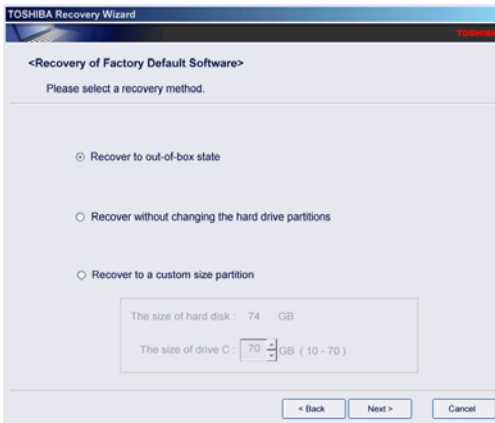 TOSHIBA Recovery Wizard
TOSHIBA
<Recovery of Factory Default Software>
Please select a recovery method.
Recover to out-of-box state
Recover without changing the hard drive partitions
Recover to a custom size partition
The size of hard disk : 74 GB
The size of drive C : 70 GB ( 10 - 70 )
< Back Next > Cancel